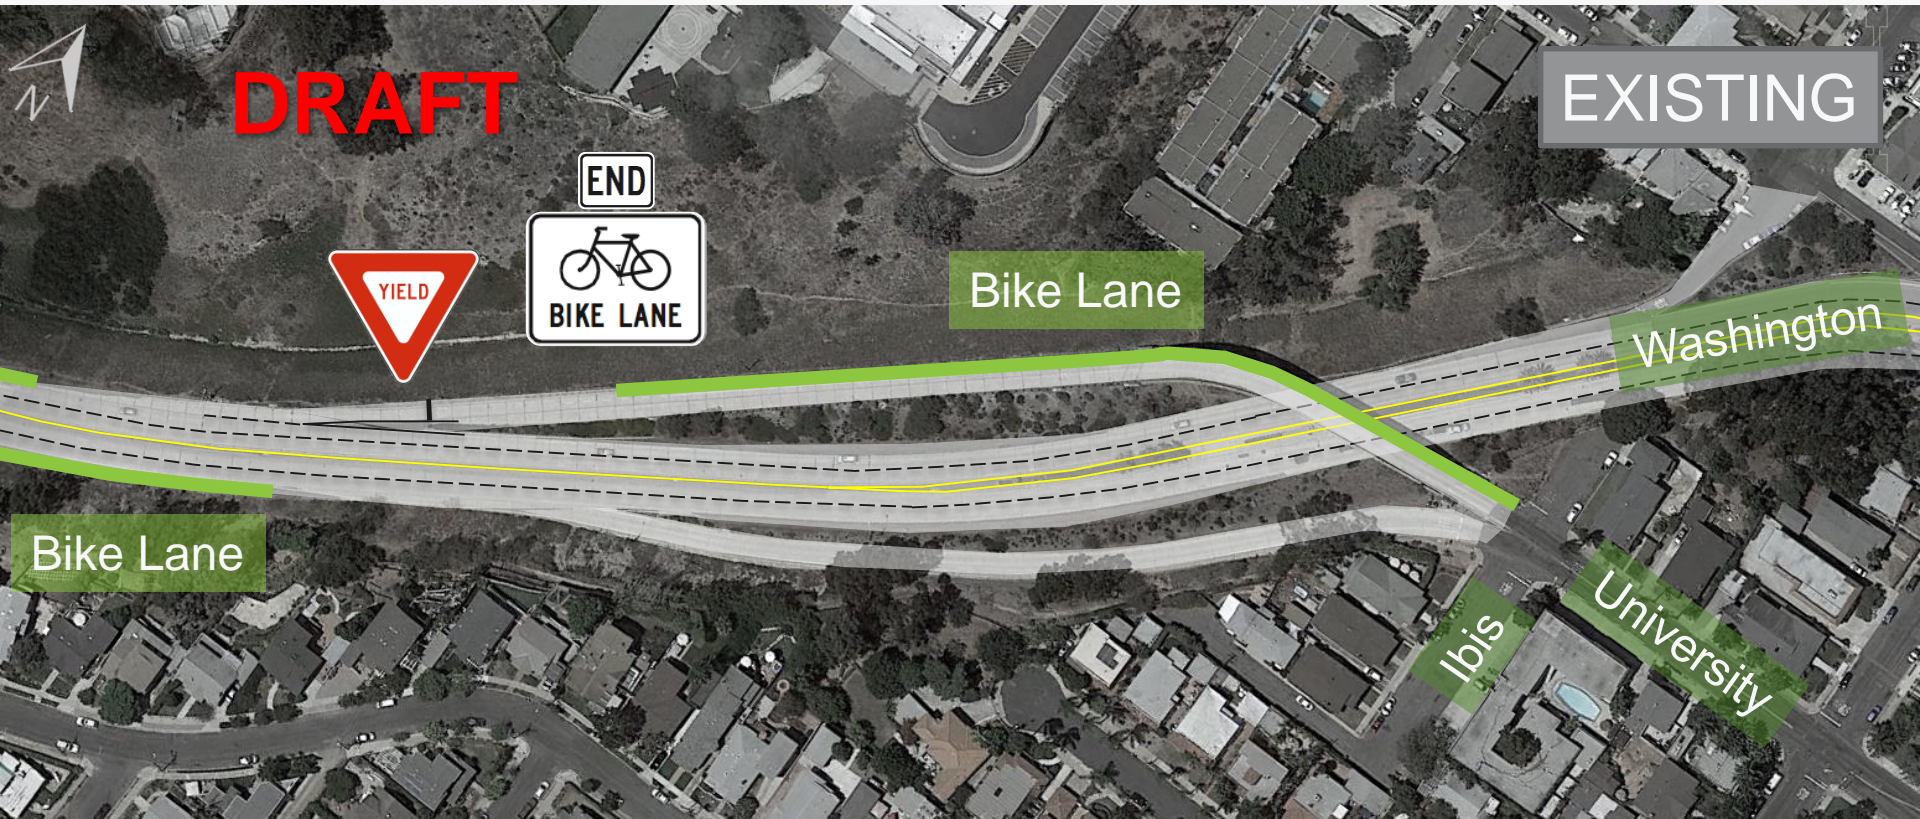 N
DRAFT
EXISTING
END
BIKE LANE
YIELD
Bike Lane
Washington
Bike Lane
Ibis
University